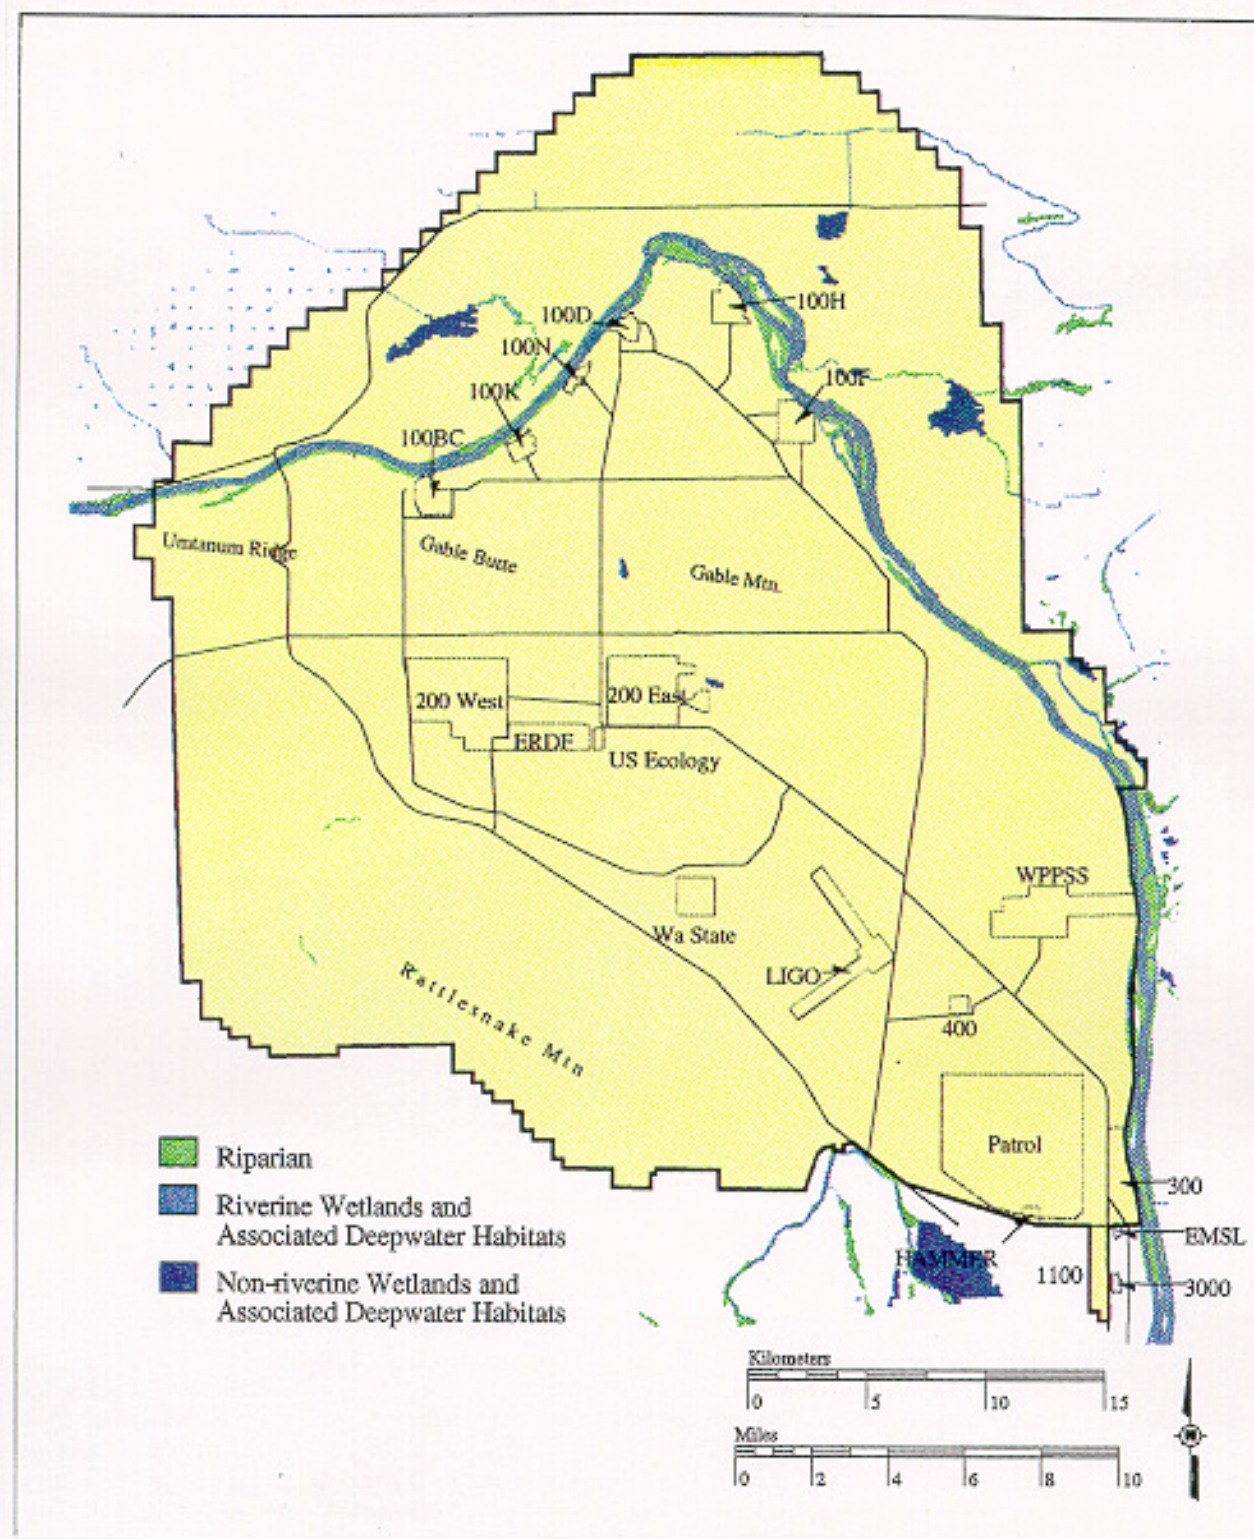 100H
100D
100N
100F
100K
100BC
Umtanum Ridge
Gable Butte
Gable Mtn.
200 West
200 East
ERDF
US Ecology
WPPSS
Wa State
LIGO
Rattlesnake Mtn
400
Patrol
300
EMSL
HAMMER
1100
3000
Riparian
Riverine Wetlands and
Associated Deepwater Habitats
Non-riverine Wetlands and
Associated Deepwater Habitats
Kilometers
0 5 10 15
Miles
0 2 4 6 8 10
N